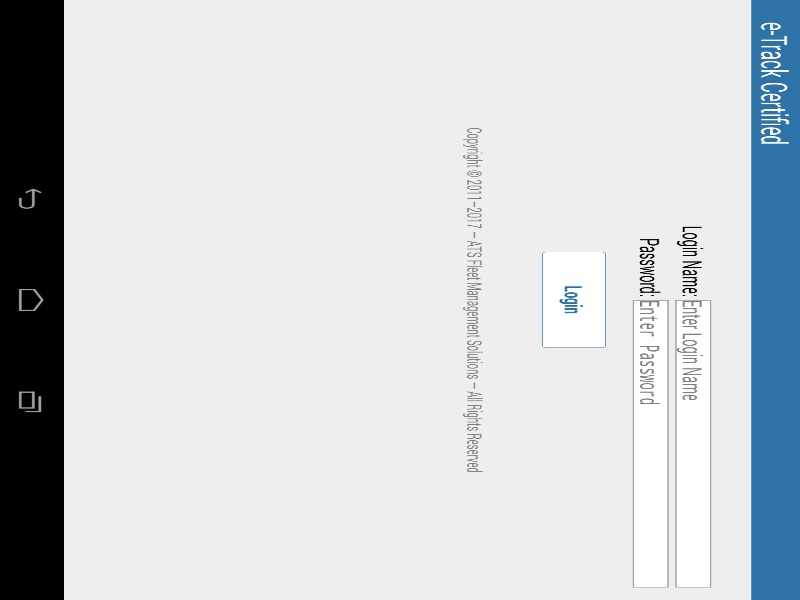 e-Track Certified
Login Name: Enter Login Name
Password: Enter Password
Login
Copyright © 2011-2017 - ATS Fleet Management Solutions - All Rights Reserved